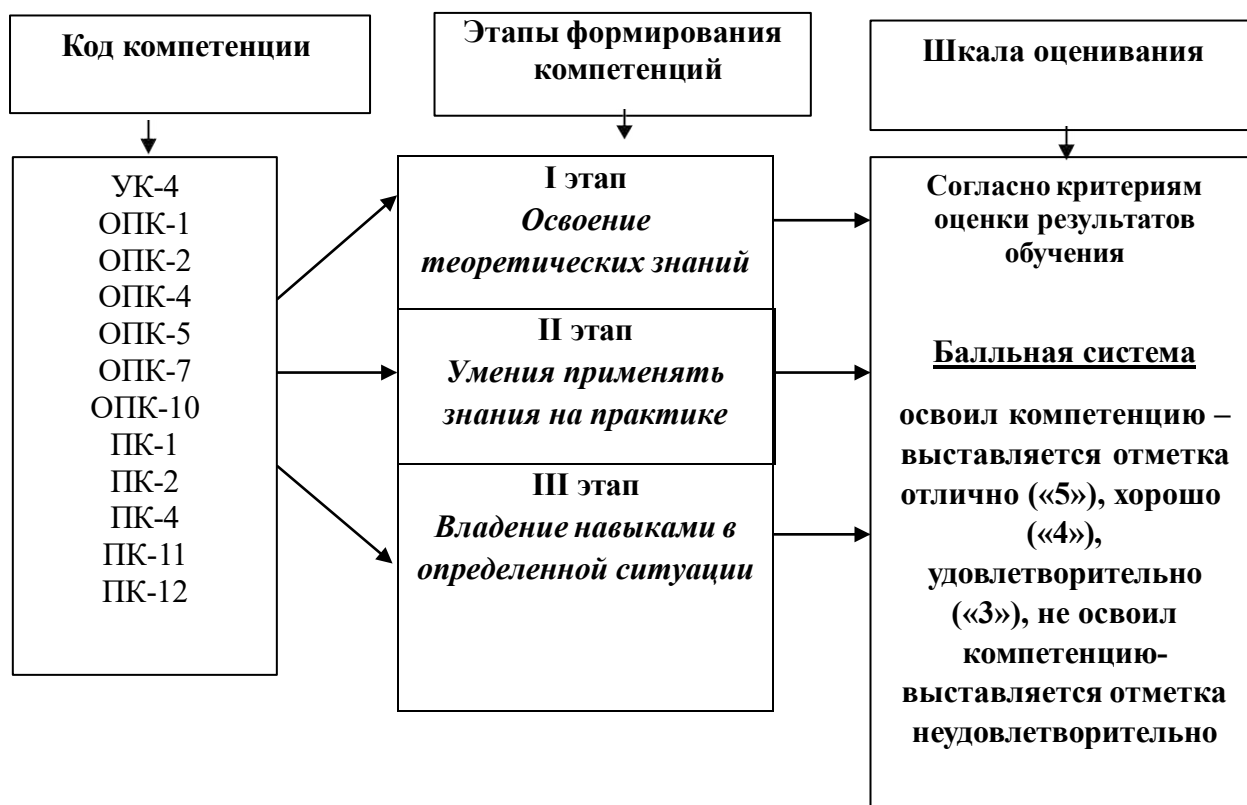 Код компетенции
Этапы формирования
компетенций
Шкала оценивания
УК-4
ОПК-1
ОПК-2
ОПК-4
ОПК-5
ОПК-7
ОПК-10
ПК-1
ПК-2
ПК-4
ПК-11
ПК-12
I этап
Освоение
теоретических знаний
II этап
Умения применять
знания на практике
III этап
Владение навыками в
определенной ситуации
Согласно критериям
оценки результатов
обучения
Балльная система
освоил компетенцию –
выставляется отметка
отлично («5»), хорошо
(«4»),
удовлетворительно
(«3»), не освоил
компетенцию-
выставляется отметка
неудовлетворительно